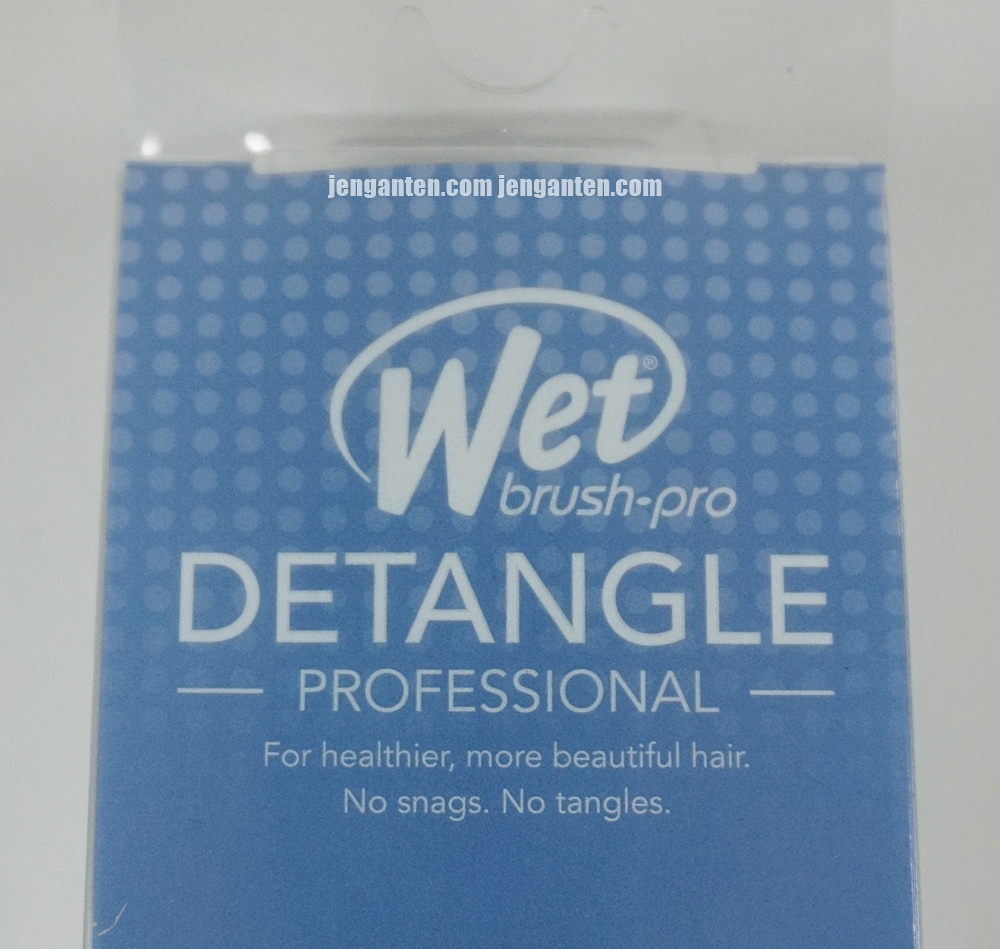 jenganten.com jenganten.com
Wet®
brush-pro
DETANGLE
PROFESSIONAL
For healthier, more beautiful hair.
No snags. No tangles.